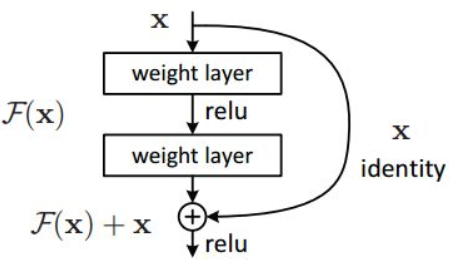 x
weight layer
F(x)
relu
weight layer
x
identity
F(x) + x
relu